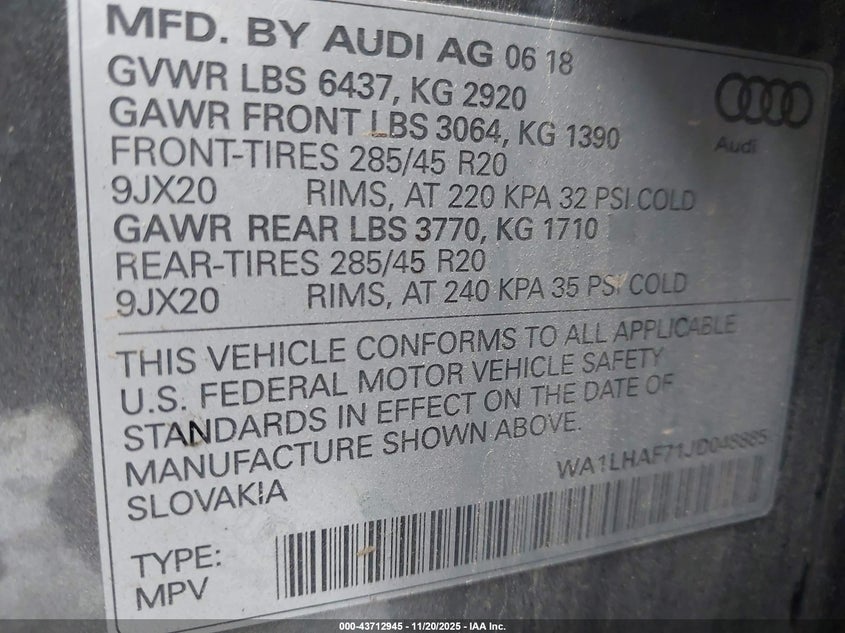 MFD. BY AUDI AG 06 18
GVWR LBS 6437, KG 2920
GAWR FRONT LBS 3064, KG 1390
FRONT-TIRES 285/45 R20
9JX20 RIMS, AT 220 KPA 32 PSI COLD
GAWR REAR LBS 3770, KG 1710
REAR-TIRES 285/45 R20
9JX20 RIMS, AT 240 KPA 35 PSI COLD
Audi
THIS VEHICLE CONFORMS TO ALL APPLICABLE
U.S. FEDERAL MOTOR VEHICLE SAFETY
STANDARDS IN EFFECT ON THE DATE OF
MANUFACTURE SHOWN ABOVE.
SLOVAKIA
WA1LHAF71JD048885
TYPE:
MPV
000-43712945 - 11/20/2025 - IAA Inc.